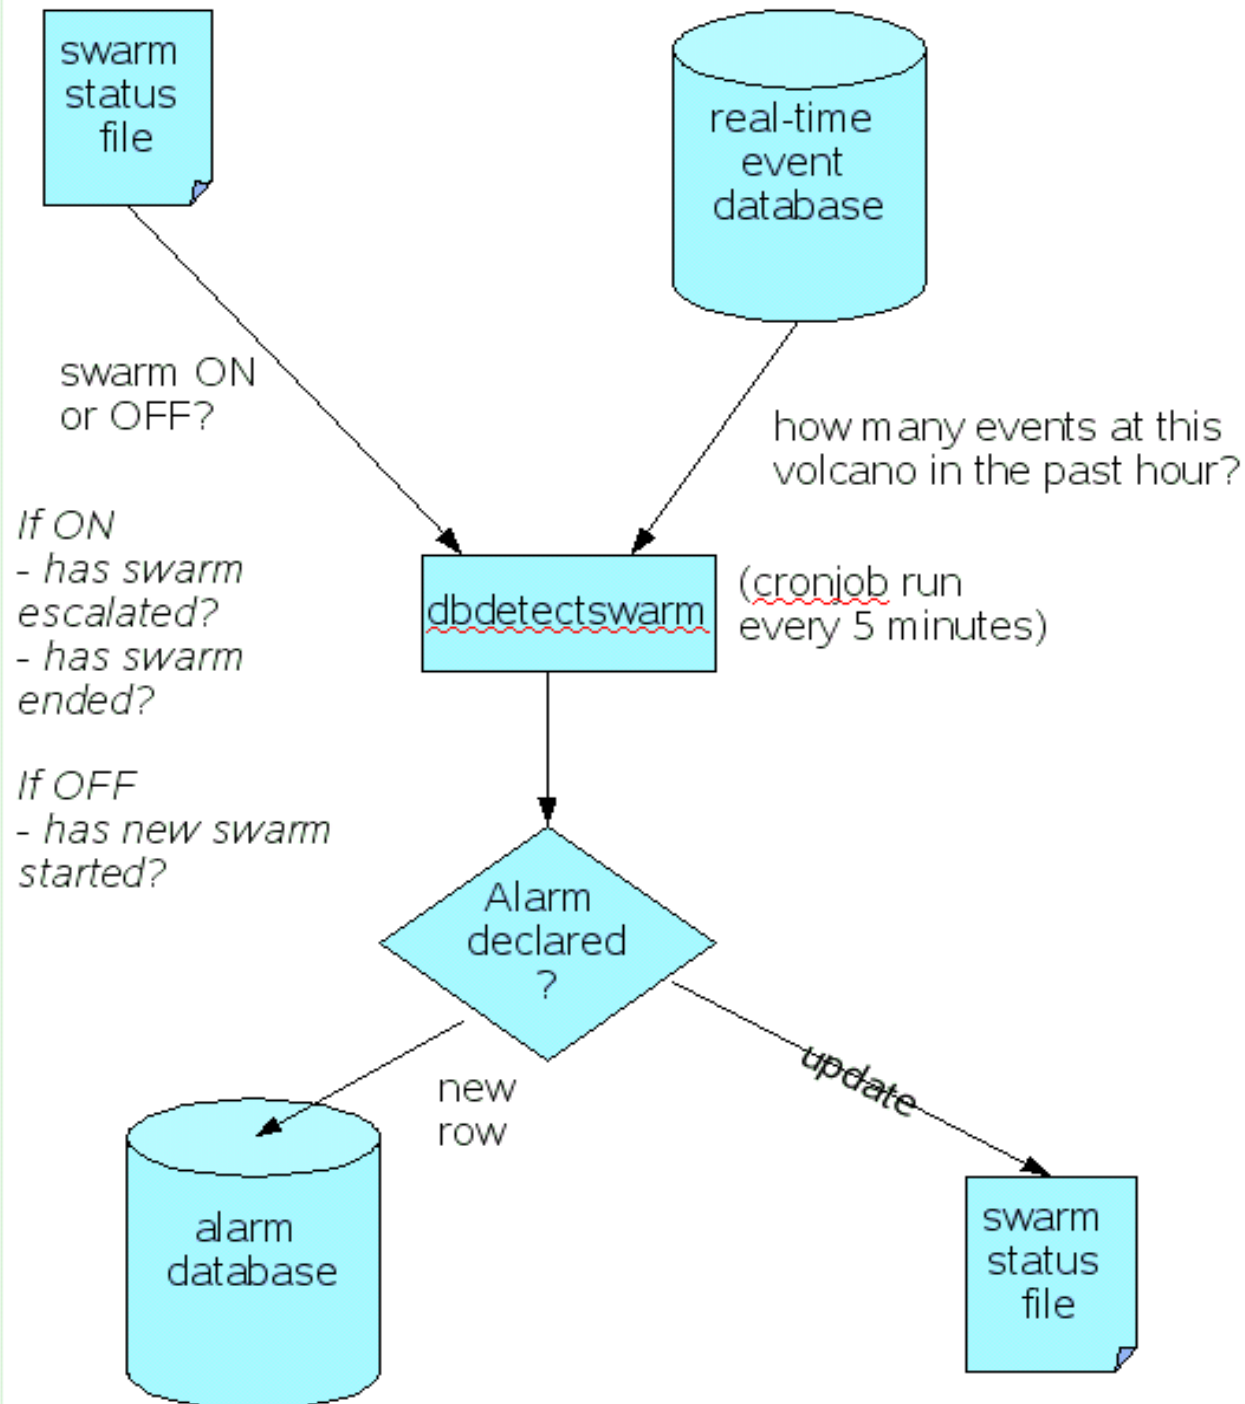 swarm
status
file
real-time
event
database
swarm ON
or OFF?
how many events at this
volcano in the past hour?
If ON
- has swarm
escalated?
- has swarm
ended?
If OFF
- has new swarm
started?
dbdetectswarm
(cronjob run
every 5 minutes)
Alarm
declared
?
new
row
update
alarm
database
swarm
status
file